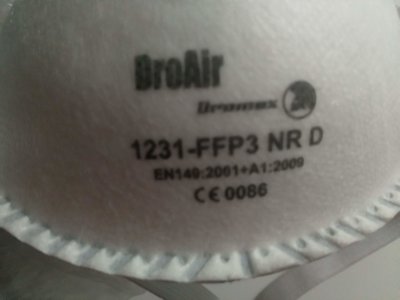 DroAir
Dromex
1231-FFP3 NR D
EN149:2001+A1:2009
CE 0086